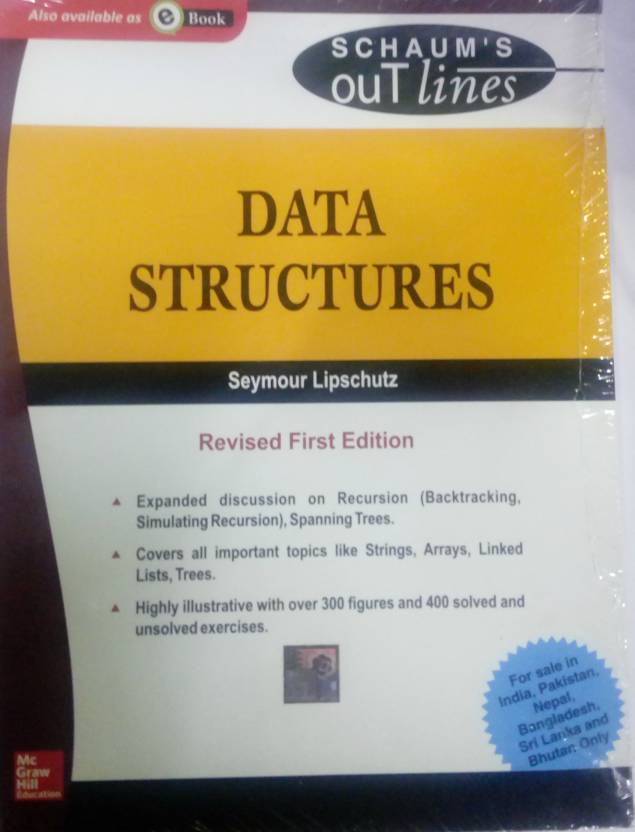 Also available as e Book
SCHAUM'S
ouTlines
DATA
STRUCTURES
Seymour Lipschutz
Revised First Edition
Expanded discussion on Recursion (Backtracking,
Simulating Recursion), Spanning Trees.
Covers all important topics like Strings, Arrays, Linked
Lists, Trees.
Highly illustrative with over 300 figures and 400 solved and
unsolved exercises.
For sale in
India, Pakistan,
Nepal,
Bangladesh,
Sri Lanka and
Bhutan Only
Mc
Graw
Hill
Education